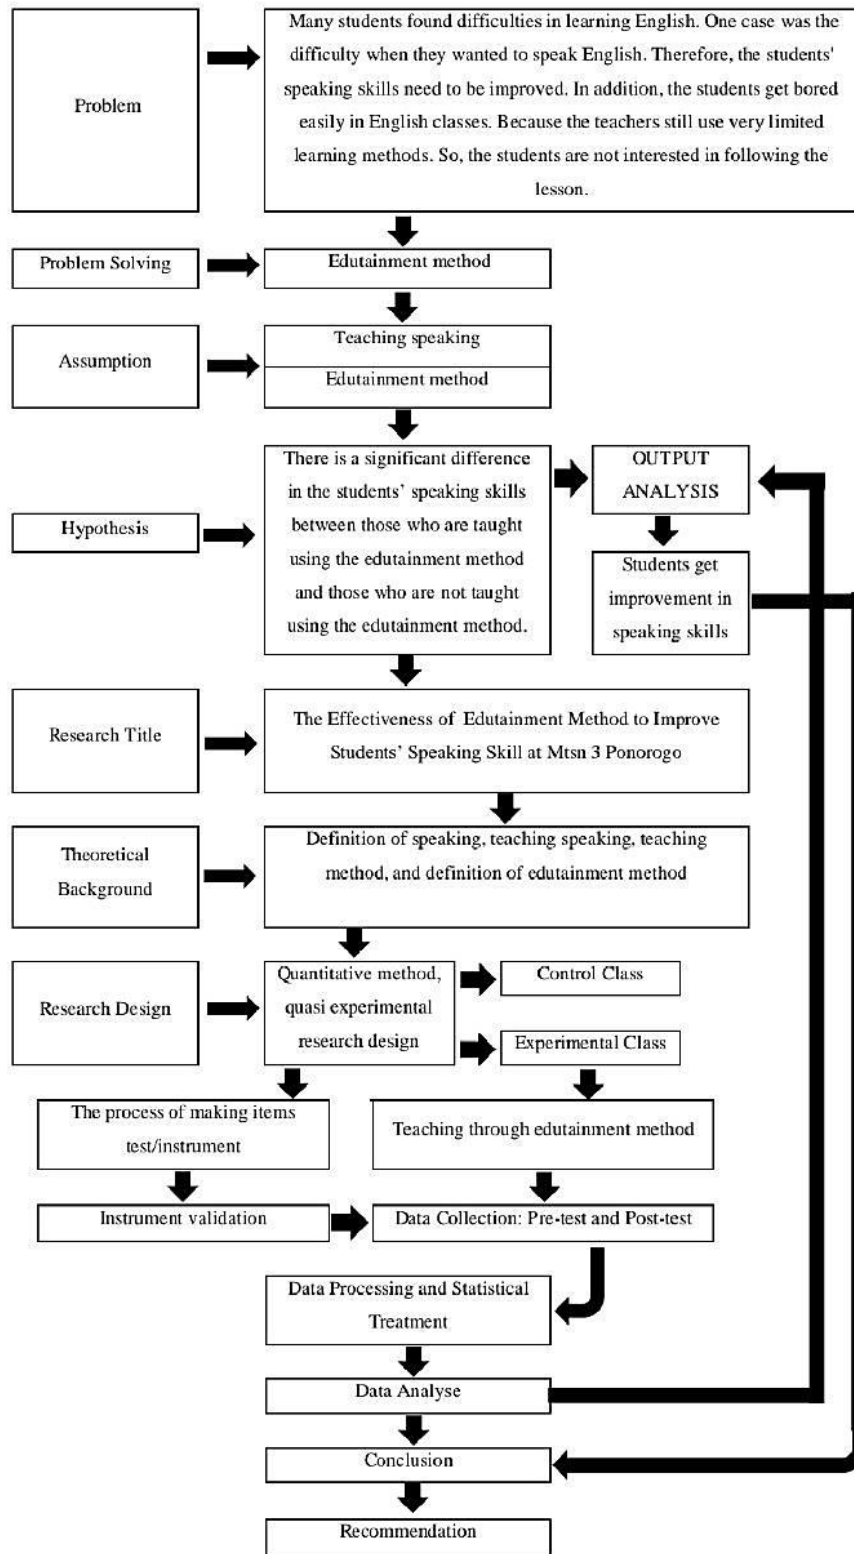 Problem
Many students found difficulties in learning English. One case was the
difficulty when they wanted to speak English. Therefore, the students'
speaking skills need to be improved. In addition, the students get bored
easily in English classes. Because the teachers still use very limited
learning methods. So, the students are not interested in following the
lesson.
Problem Solving
Edutainment method
Assumption
Teaching speaking
Edutainment method
Hypothesis
There is a significant difference
in the students’ speaking skills
between those who are taught
using the edutainment method
and those who are not taught
using the edutainment method.
OUTPUT
ANALYSIS
Students get
improvement in
speaking skills
Research Title
The Effectiveness of Edutainment Method to Improve
Students’ Speaking Skill at Mtsn 3 Ponorogo
Theoretical
Background
Definition of speaking, teaching speaking, teaching
method, and definition of edutainment method
Research Design
Quantitative method,
quasi experimental
research design
Control Class
Experimental Class
The process of making items
test/instrument
Teaching through edutainment method
Instrument validation
Data Collection: Pre-test and Post-test
Data Processing and Statistical
Treatment
Data Analyse
Conclusion
Recommendation